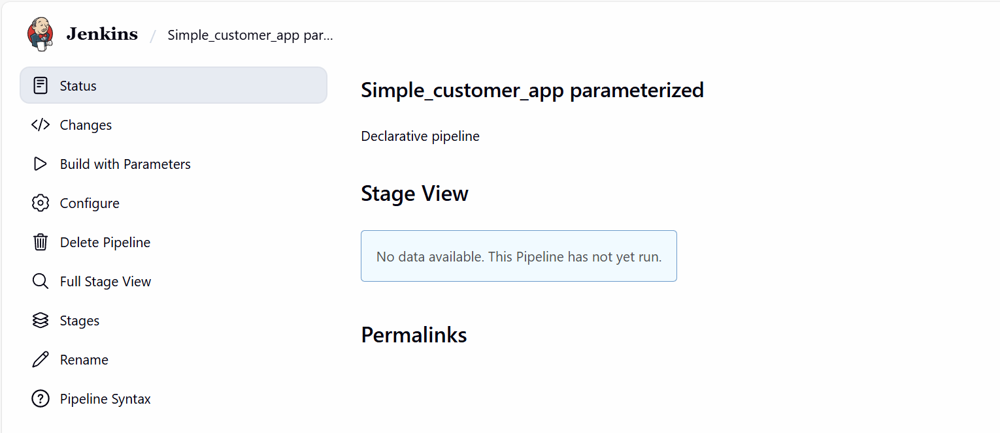 Jenkins / Simple_customer_app par...
Status
Changes
Build with Parameters
Configure
Delete Pipeline
Full Stage View
Stages
Rename
Pipeline Syntax
Simple_customer_app parameterized
Declarative pipeline
Stage View
No data available. This Pipeline has not yet run.
Permalinks